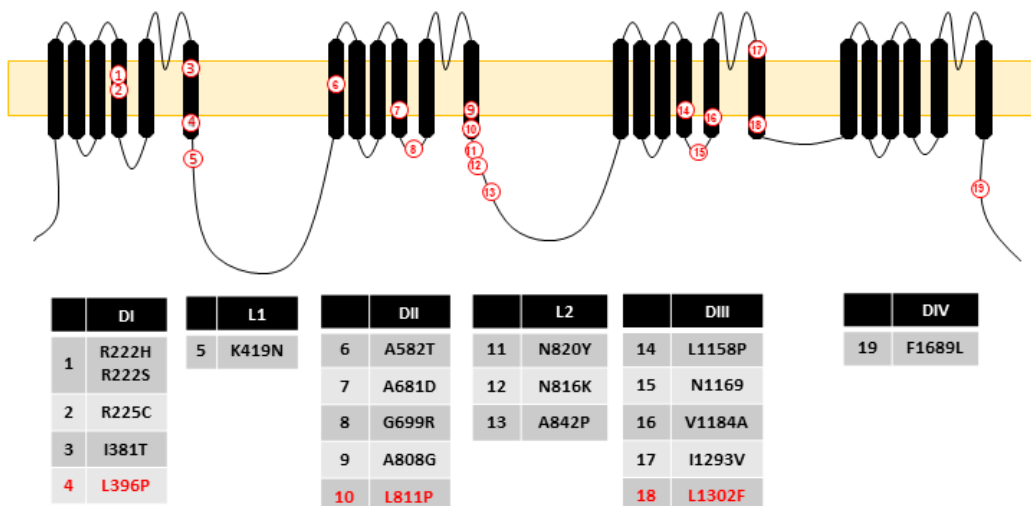 1
2
3
4
5
6
7
8
9
10
11
12
13
14
15
16
17
18
19
DI
1 R222H
R222S
2 R225C
3 I381T
4 L396P
L1
5 K419N
DII
6 A582T
7 A681D
8 G699R
9 A808G
10 L811P
L2
11 N820Y
12 N816K
13 A842P
DIII
14 L1158P
15 N1169
16 V1184A
17 I1293V
18 L1302F
DIV
19 F1689L